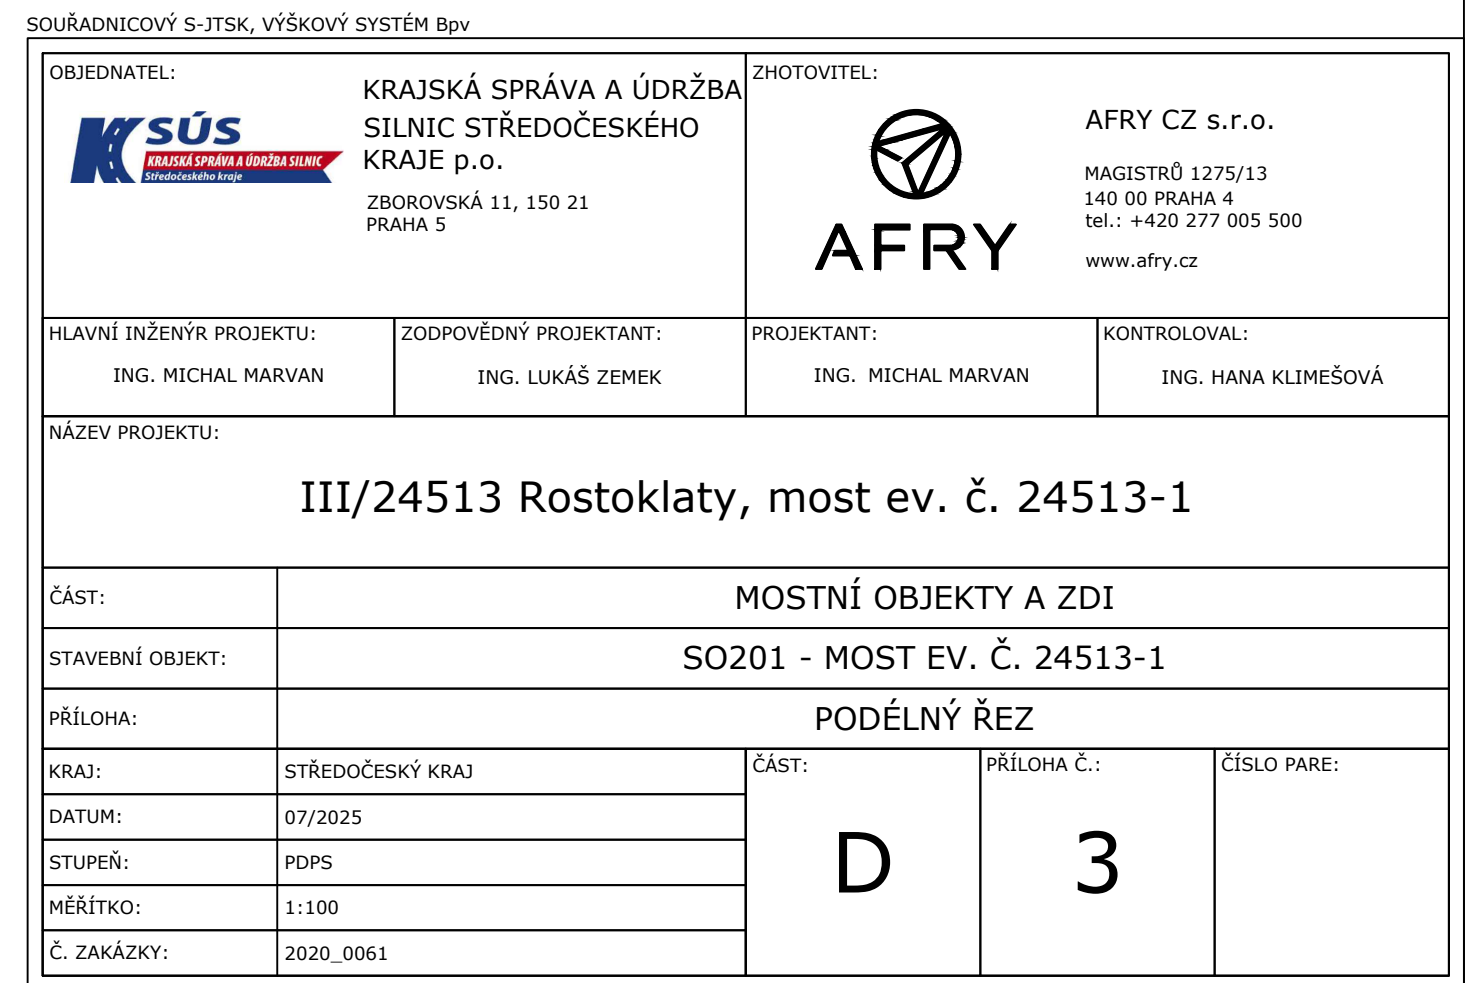 SOUŘADNICOVÝ S-JTSK, VÝŠKOVÝ SYSTÉM Bpv
OBJEDNATEL:
SÚS
KRAJSKÁ SPRÁVA A ÚDRŽBA SILNIC
Středočeského kraje
KRAJSKÁ SPRÁVA A ÚDRŽBA
SILNIC STŘEDOČESKÉHO
KRAJE p.o.
ZBOROVSKÁ 11, 150 21
PRAHA 5
ZHOTOVITEL:
AFRY
AFRY CZ s.r.o.
MAGISTRŮ 1275/13
140 00 PRAHA 4
tel.: +420 277 005 500
www.afry.cz
HLAVNÍ INŽENÝR PROJEKTU:
ING. MICHAL MARVAN
ZODPOVĚDNÝ PROJEKTANT:
ING. LUKÁŠ ZEMEK
PROJEKTANT:
ING. MICHAL MARVAN
KONTROLOVAL:
ING. HANA KLIMEŠOVÁ
NÁZEV PROJEKTU:
III/24513 Rostoklaty, most ev. č. 24513-1
ČÁST:
MOSTNÍ OBJEKTY A ZDI
STAVEBNÍ OBJEKT:
SO201 - MOST EV. Č. 24513-1
PŘÍLOHA:
PODÉLNÝ ŘEZ
KRAJ:
STŘEDOČESKÝ KRAJ
DATUM:
07/2025
STUPEŇ:
PDPS
MĚŘÍTKO:
1:100
Č. ZAKÁZKY:
2020_0061
ČÁST:
D
PŘÍLOHA Č.:
3
ČÍSLO PARE: